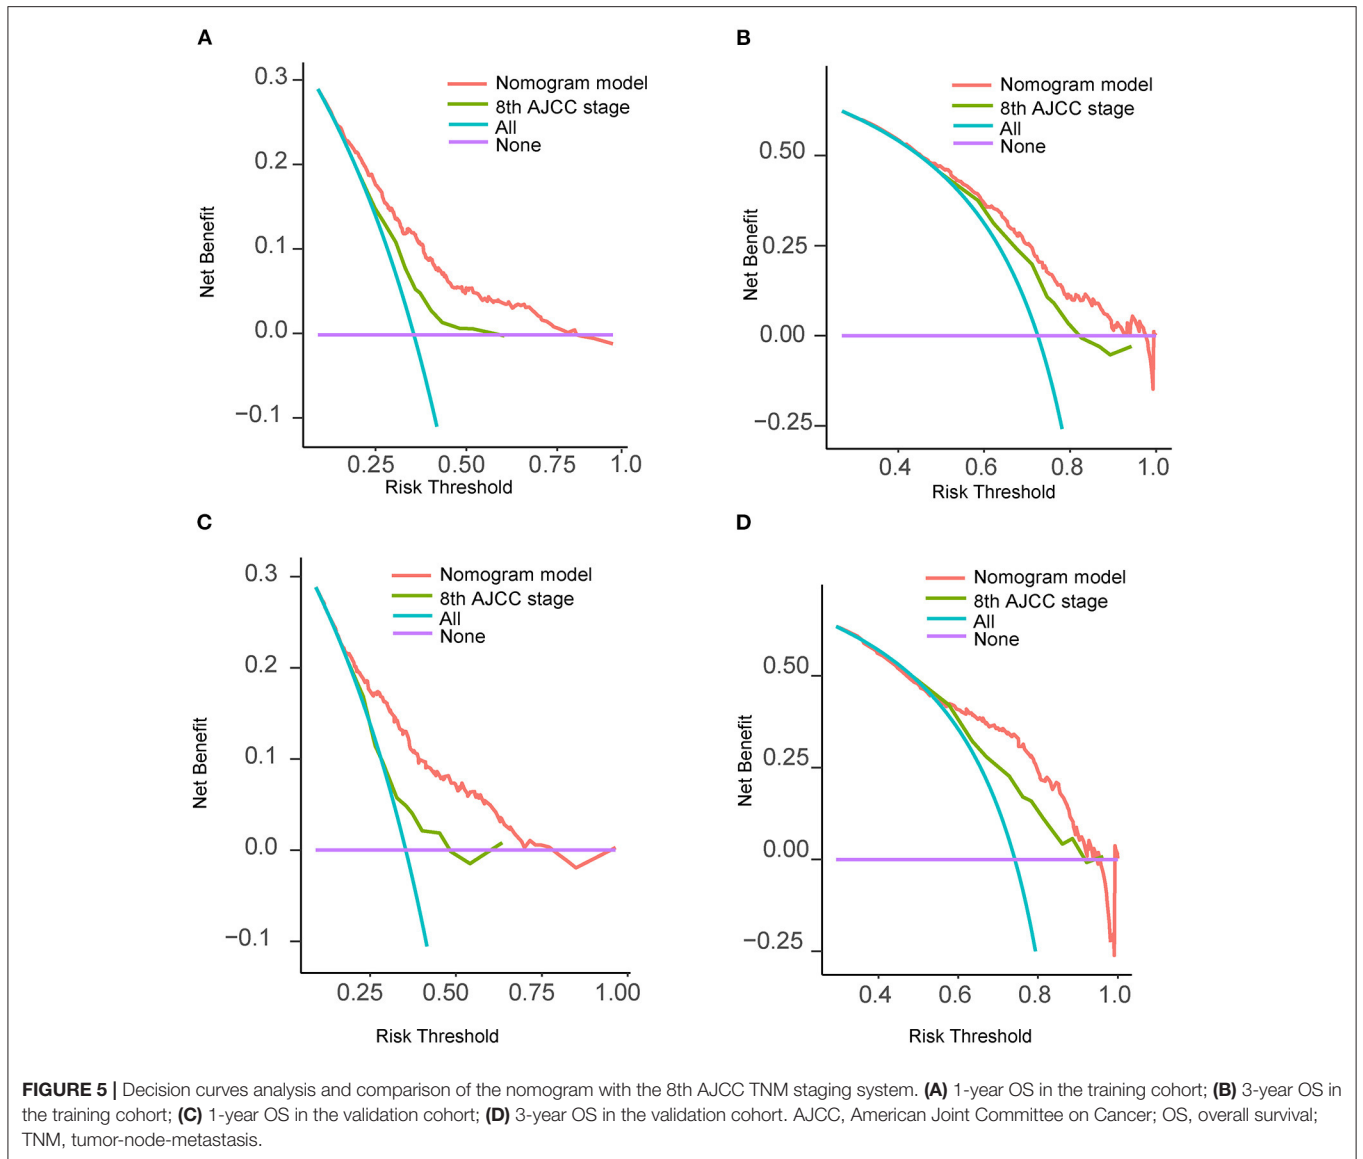 A
0.3
0.2
0.1
0.0
−0.1
Net Benefit
Nomogram model
8th AJCC stage
All
None
0.25 0.50 0.75 1.0
Risk Threshold
B
0.50
0.25
0.00
−0.25
Net Benefit
Nomogram model
8th AJCC stage
All
None
0.4 0.6 0.8 1.0
Risk Threshold
C
0.3
0.2
0.1
0.0
−0.1
Net Benefit
Nomogram model
8th AJCC stage
All
None
0.25 0.50 0.75 1.00
Risk Threshold
D
0.50
0.25
0.00
−0.25
Net Benefit
Nomogram model
8th AJCC stage
All
None
0.4 0.6 0.8 1.0
Risk Threshold
FIGURE 5 | Decision curves analysis and comparison of the nomogram with the 8th AJCC TNM staging system. (A) 1-year OS in the training cohort; (B) 3-year OS in
the training cohort; (C) 1-year OS in the validation cohort; (D) 3-year OS in the validation cohort. AJCC, American Joint Committee on Cancer; OS, overall survival;
TNM, tumor-node-metastasis.